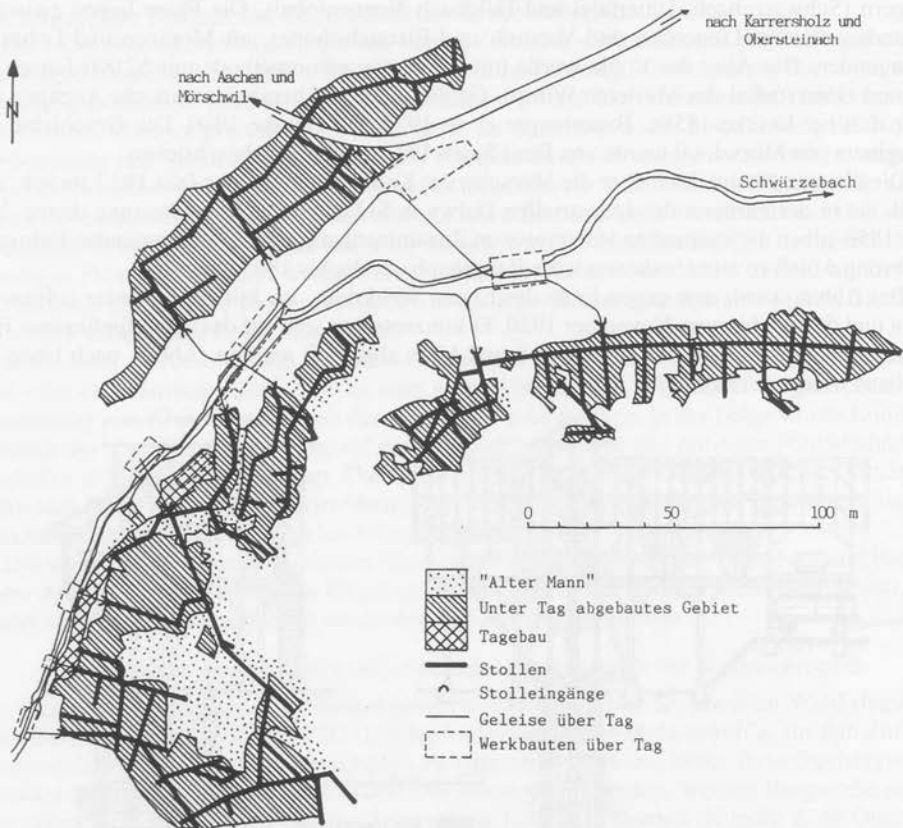 nach Karrersholz und
Obersteinach
nach Aachen und
Mörschwil
N
Schwärzebach
0 50 100 m
"Alter Mann"
Unter Tag abgebautes Gebiet
Tagebau
Stollen
Stolleingänge
Geleise über Tag
Werkbauten über Tag